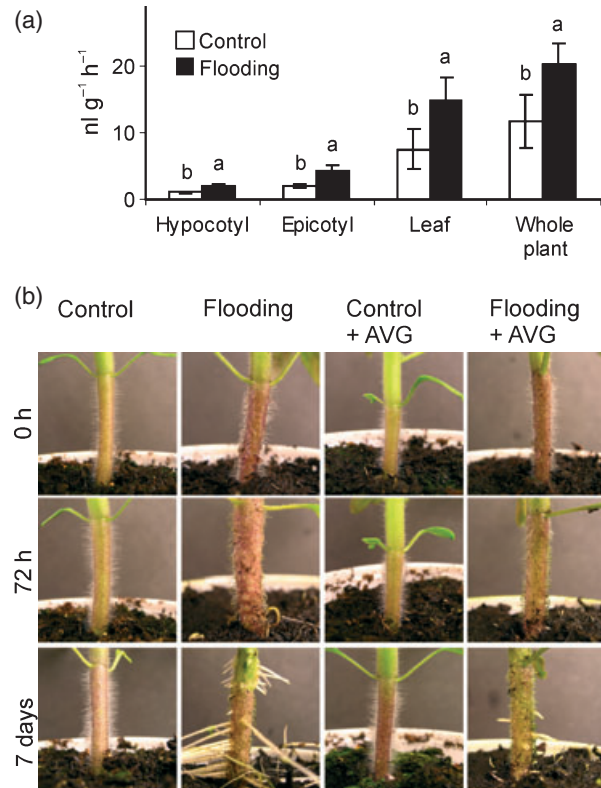 (a)
nl g⁻¹ h⁻¹
20
10
0
Control
Flooding
b a b a b a b a
Hypocotyl Epicotyl Leaf Whole
plant
(b)
Control Flooding Control Flooding
+ AVG + AVG
0 h
72 h
7 days